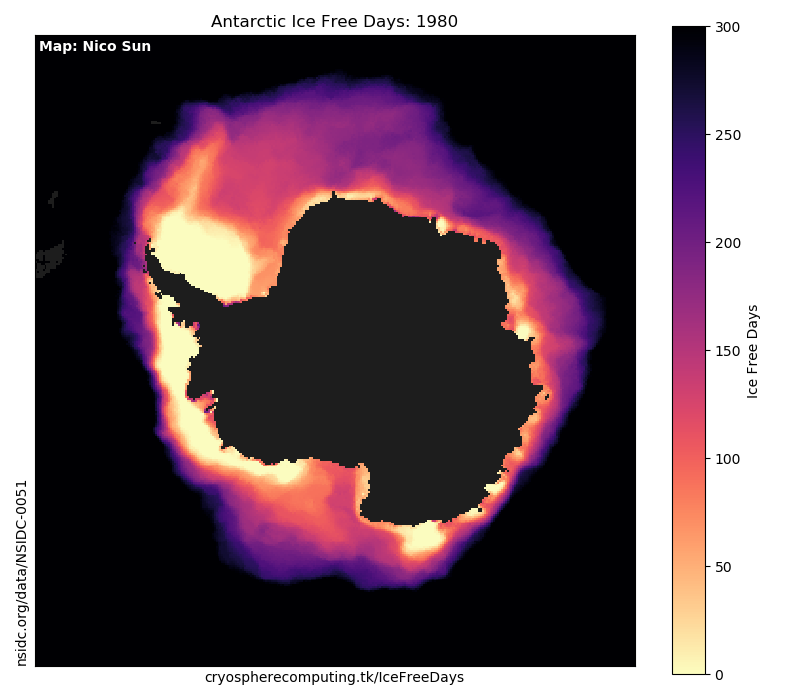 Antarctic Ice Free Days: 1980
Map: Nico Sun
300
250
200
150
100
50
0
Ice Free Days
nsidc.org/data/NSIDC-0051
cryospherecomputing.tk/IceFreeDays